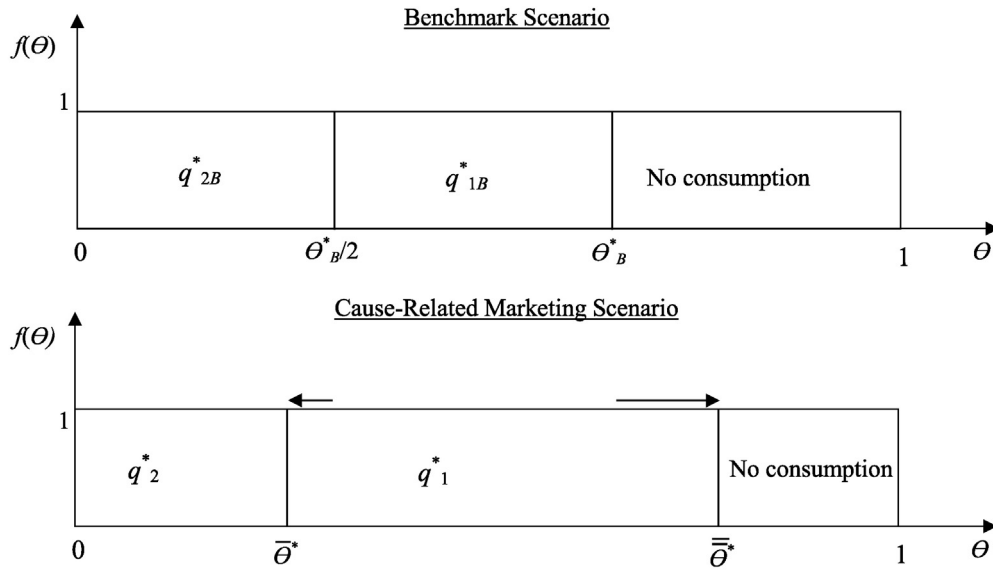 Benchmark Scenario
f(Θ)
1
q*2B
q*1B
No consumption
0
Θ*B/2
Θ*B
1
Θ
Cause-Related Marketing Scenario
f(Θ)
1
q*2
q*1
No consumption
0
Θ̅*
Θ̿*
1
Θ